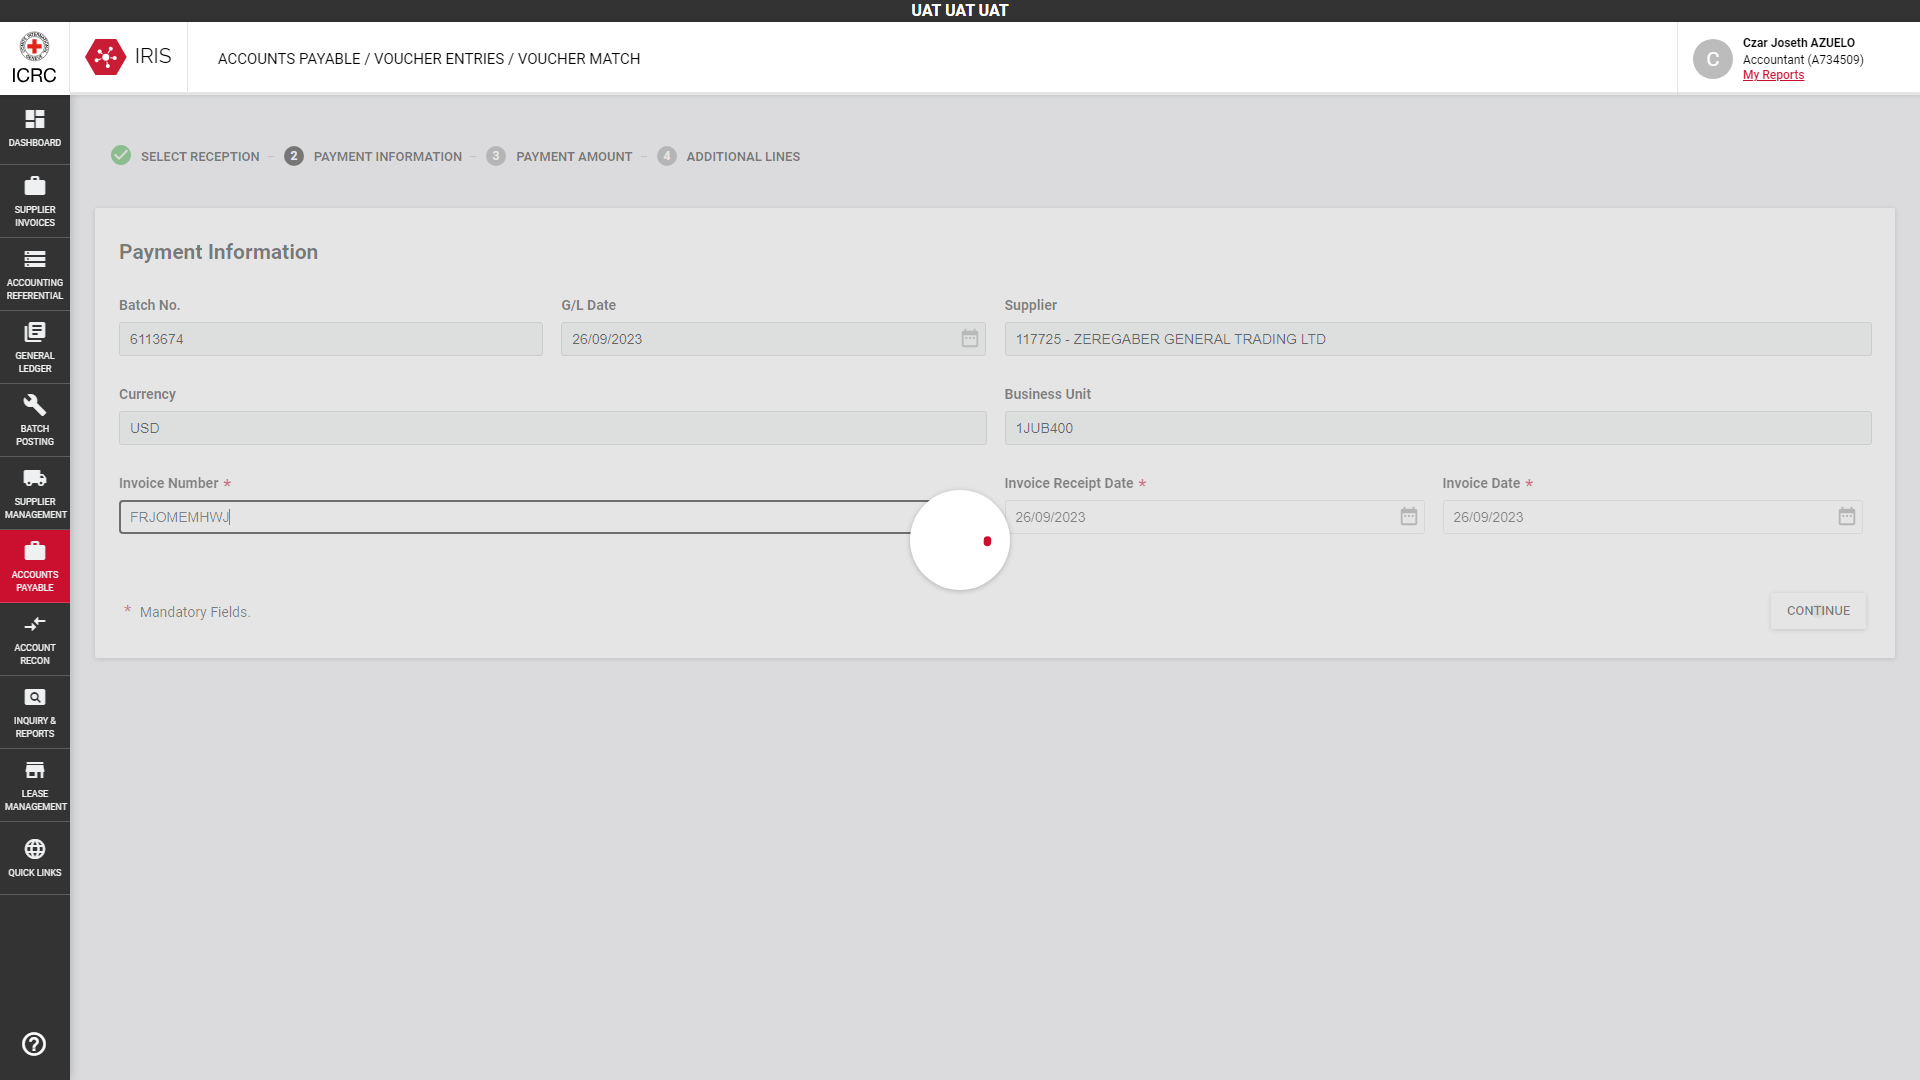 UAT UAT UAT
ICRC
IRIS
ACCOUNTS PAYABLE / VOUCHER ENTRIES / VOUCHER MATCH
C
Czar Joseth AZUELO
Accountant (A734509)
My Reports
DASHBOARD
SUPPLIER
INVOICES
ACCOUNTING
REFERENTIAL
GENERAL
LEDGER
BATCH
POSTING
SUPPLIER
MANAGEMENT
ACCOUNTS
PAYABLE
ACCOUNT
RECON
INQUIRY &
REPORTS
LEASE
MANAGEMENT
QUICK LINKS
SELECT RECEPTION
2 PAYMENT INFORMATION
3 PAYMENT AMOUNT
4 ADDITIONAL LINES
Payment Information
Batch No.
6113674
G/L Date
26/09/2023
Supplier
117725 - ZEREGABER GENERAL TRADING LTD
Currency
USD
Business Unit
1JUB400
Invoice Number *
FRJOMEMHWJ
Invoice Receipt Date *
26/09/2023
Invoice Date *
26/09/2023
* Mandatory Fields.
CONTINUE